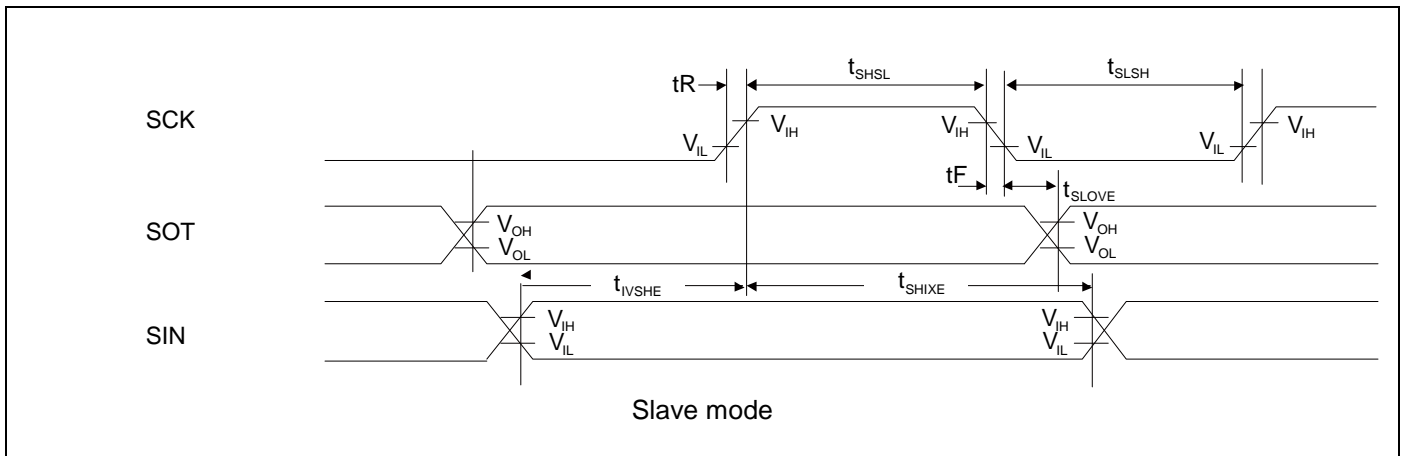 tR tSHSL tSLSH
SCK VIL VIH VIH VIL VIL VIH
tF tSLOVE
SOT VOH VOH
VOL VOL
tIVSHE tSHIXE
SIN VIH VIH
VIL VIL
Slave mode